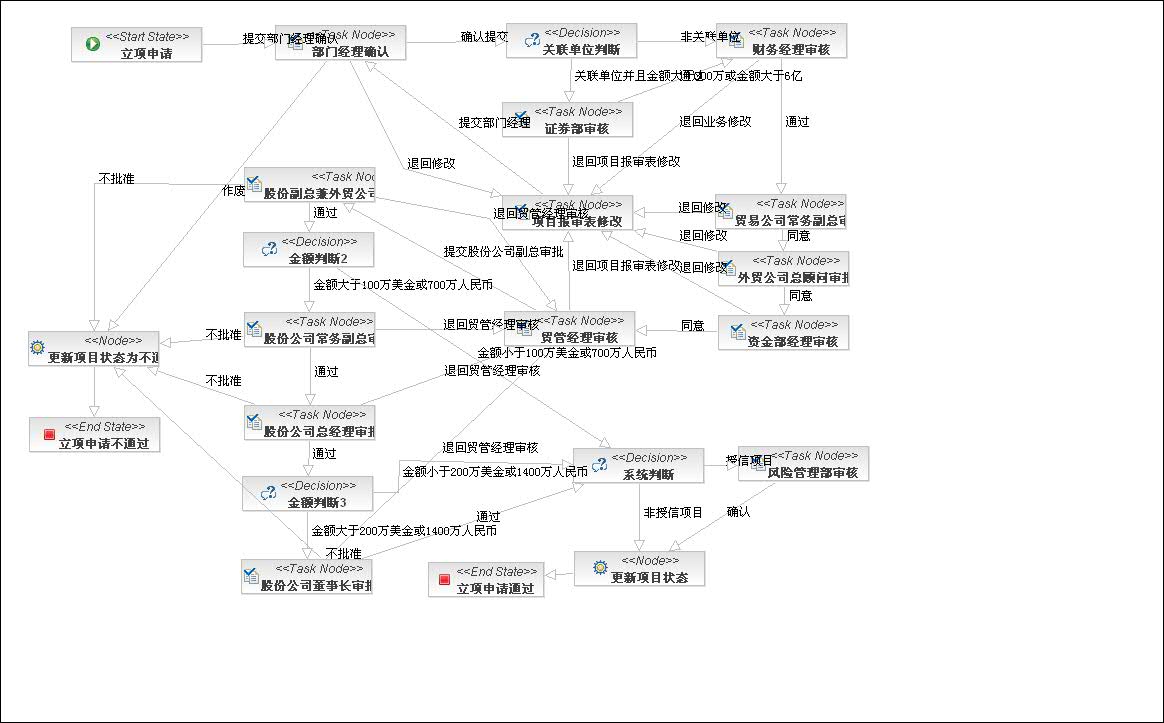 <<Start State>>
立项申请
提交部门经理确认
<<Task Node>>
部门经理确认
确认提交
<<Decision>>
关联单位判断
非关联单位
<<Task Node>>
财务经理审核
关联单位并且金额大于
通过
300万或金额大于6亿
<<Task Node>>
证券部审核
提交部门经理
退回业务修改
通过
退回修改
退回项目报审表修改
不批准
作废
<<Task Nod
股份副总兼外贸公司
通过
退回贸管经理审核
项目报审表修改
退回修改
<<Task Node>>
贸易公司常务副总审
同意
退回修改
<<Decision>>
金额判断2
提交股份公司副总审批
退回项目报审表修改
退回修改
<<Task Node>>
外贸公司总顾问审批
同意
金额大于100万美金或700万人民币
<<Node>>
更新项目状态为不通
不批准
<<Task Node>>
股份公司常务副总审
退回贸管经理审核
<<Task Node>>
贸管经理审核
同意
<<Task Node>>
资金部经理审核
金额小于100万美金或700万人民币
不批准
通过
退回贸管经理审核
<<End State>>
立项申请不通过
<<Task Node>>
股份公司总经理审批
通过
退回贸管经理审核
<<Decision>>
金额判断3
金额小于200万美金或1400万人民币
<<Decision>>
系统判断
授信项目
<<Task Node>>
风险管理部审核
金额大于200万美金或1400万人民币
通过
非授信项目
确认
不批准
<<Task Node>>
股份公司董事长审批
<<End State>>
立项申请通过
<<Node>>
更新项目状态